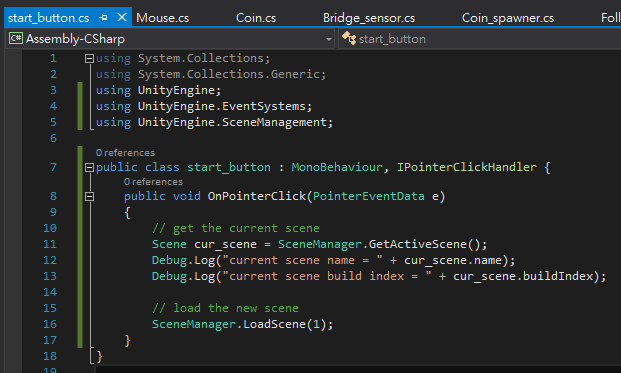 start_button.cs Mouse.cs Coin.cs Bridge_sensor.cs Coin_spawner.cs Foll
C# Assembly-CSharp start_button
1 using System.Collections;
2 using System.Collections.Generic;
3 using UnityEngine;
4 using UnityEngine.EventSystems;
5 using UnityEngine.SceneManagement;
6
0 references
7 public class start_button : MonoBehaviour, IPointerClickHandler {
0 references
8 public void OnPointerClick(PointerEventData e)
9 {
10 // get the current scene
11 Scene cur_scene = SceneManager.GetActiveScene();
12 Debug.Log("current scene name = " + cur_scene.name);
13 Debug.Log("current scene build index = " + cur_scene.buildIndex);
14
15 // load the new scene
16 SceneManager.LoadScene(1);
17 }
18 }
19